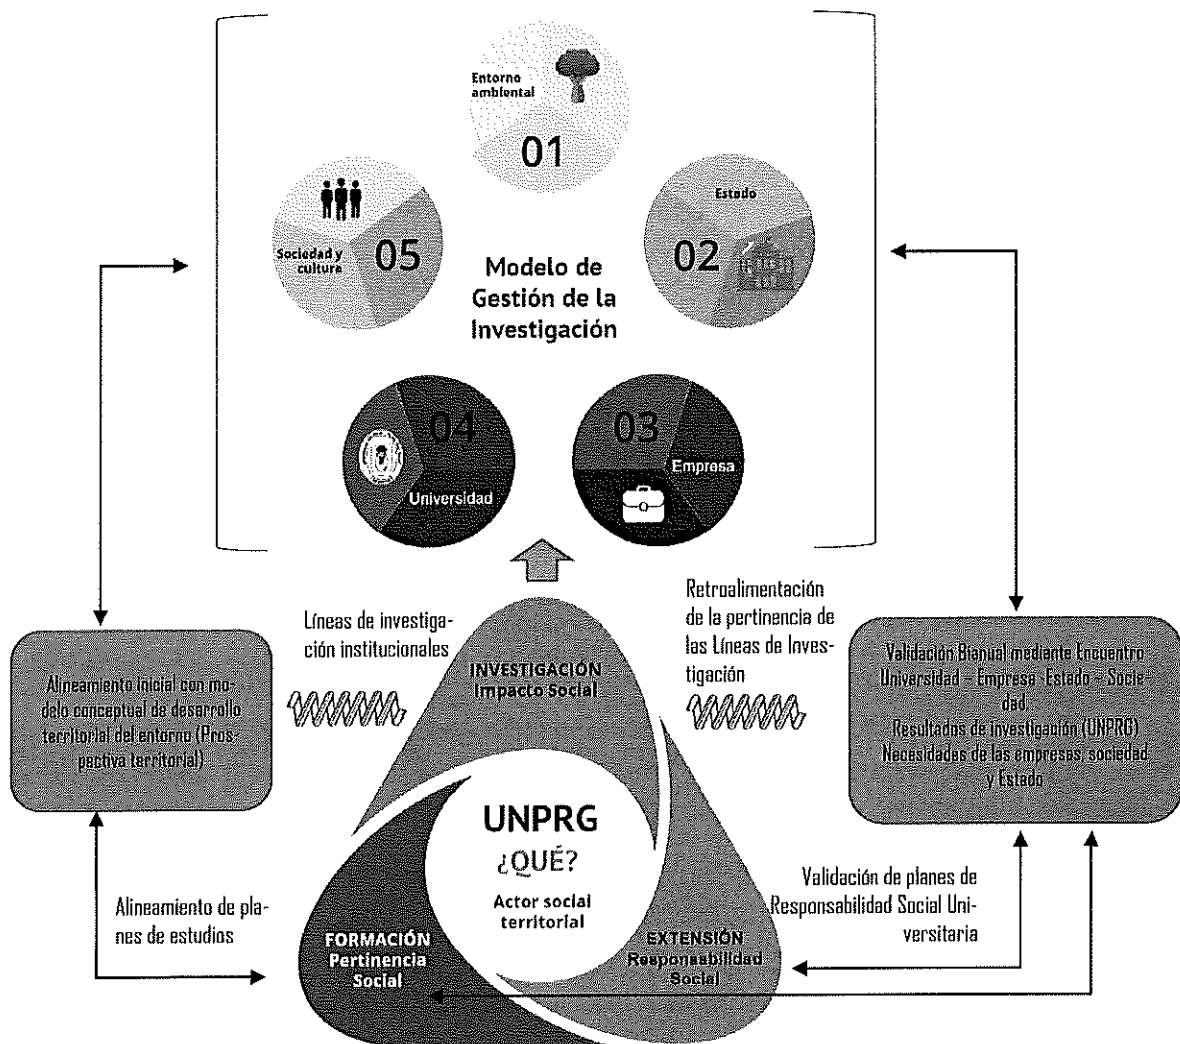 Entorno
ambiental
01
Estado
02
Sociedad y
cultura
05
Modelo de
Gestión de la
Investigación
04
Universidad
03
Empresa
Líneas de investiga-
ción institucionales
Retroalimentación
de la pertinencia de
las Líneas de Inves-
tigación
INVESTIGACIÓN
Impacto Social
Alineamiento Inicial con mo-
delo conceptual de desarrollo
territorial del entorno (Pros-
pectiva territorial)
Validación Bianual mediante Encuentro
Universidad – Empresa -Estado – Socie-
dad.
Resultados de investigación (UNPRG)
Necesidades de las empresas, sociedad
y Estado
UNPRG
¿QUÉ?
Actor social
territorial
Alineamiento de pla-
nes de estudios
Validación de planes de
Responsabilidad Social Uni-
versitaria
FORMACIÓN
Pertinencia
Social
EXTENSIÓN
Responsabilidad
Social